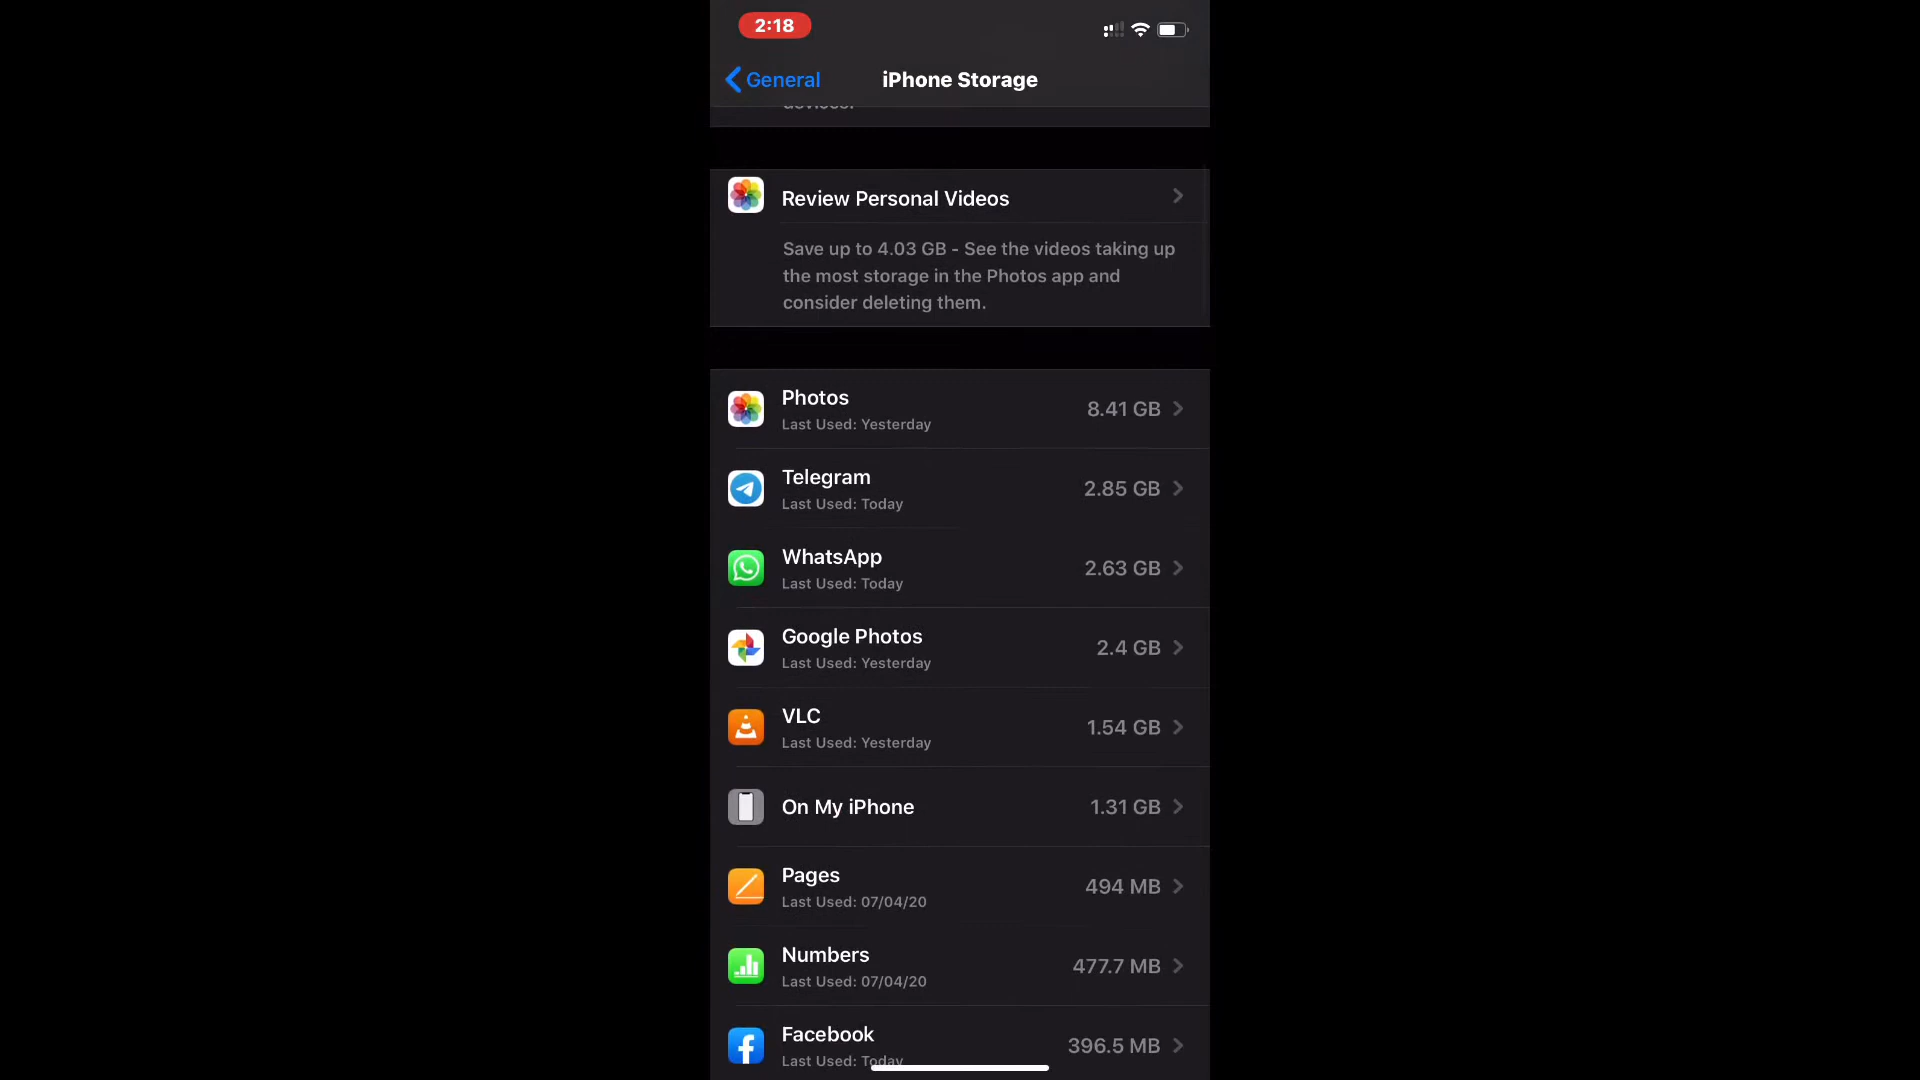 2:18
General
iPhone Storage
devices.
Review Personal Videos
Save up to 4.03 GB - See the videos taking up
the most storage in the Photos app and
consider deleting them.
Photos
8.41 GB
Last Used: Yesterday
Telegram
2.85 GB
Last Used: Today
WhatsApp
2.63 GB
Last Used: Today
Google Photos
2.4 GB
Last Used: Yesterday
VLC
1.54 GB
Last Used: Yesterday
On My iPhone
1.31 GB
Pages
494 MB
Last Used: 07/04/20
Numbers
477.7 MB
Last Used: 07/04/20
Facebook
396.5 MB
Last Used: Today